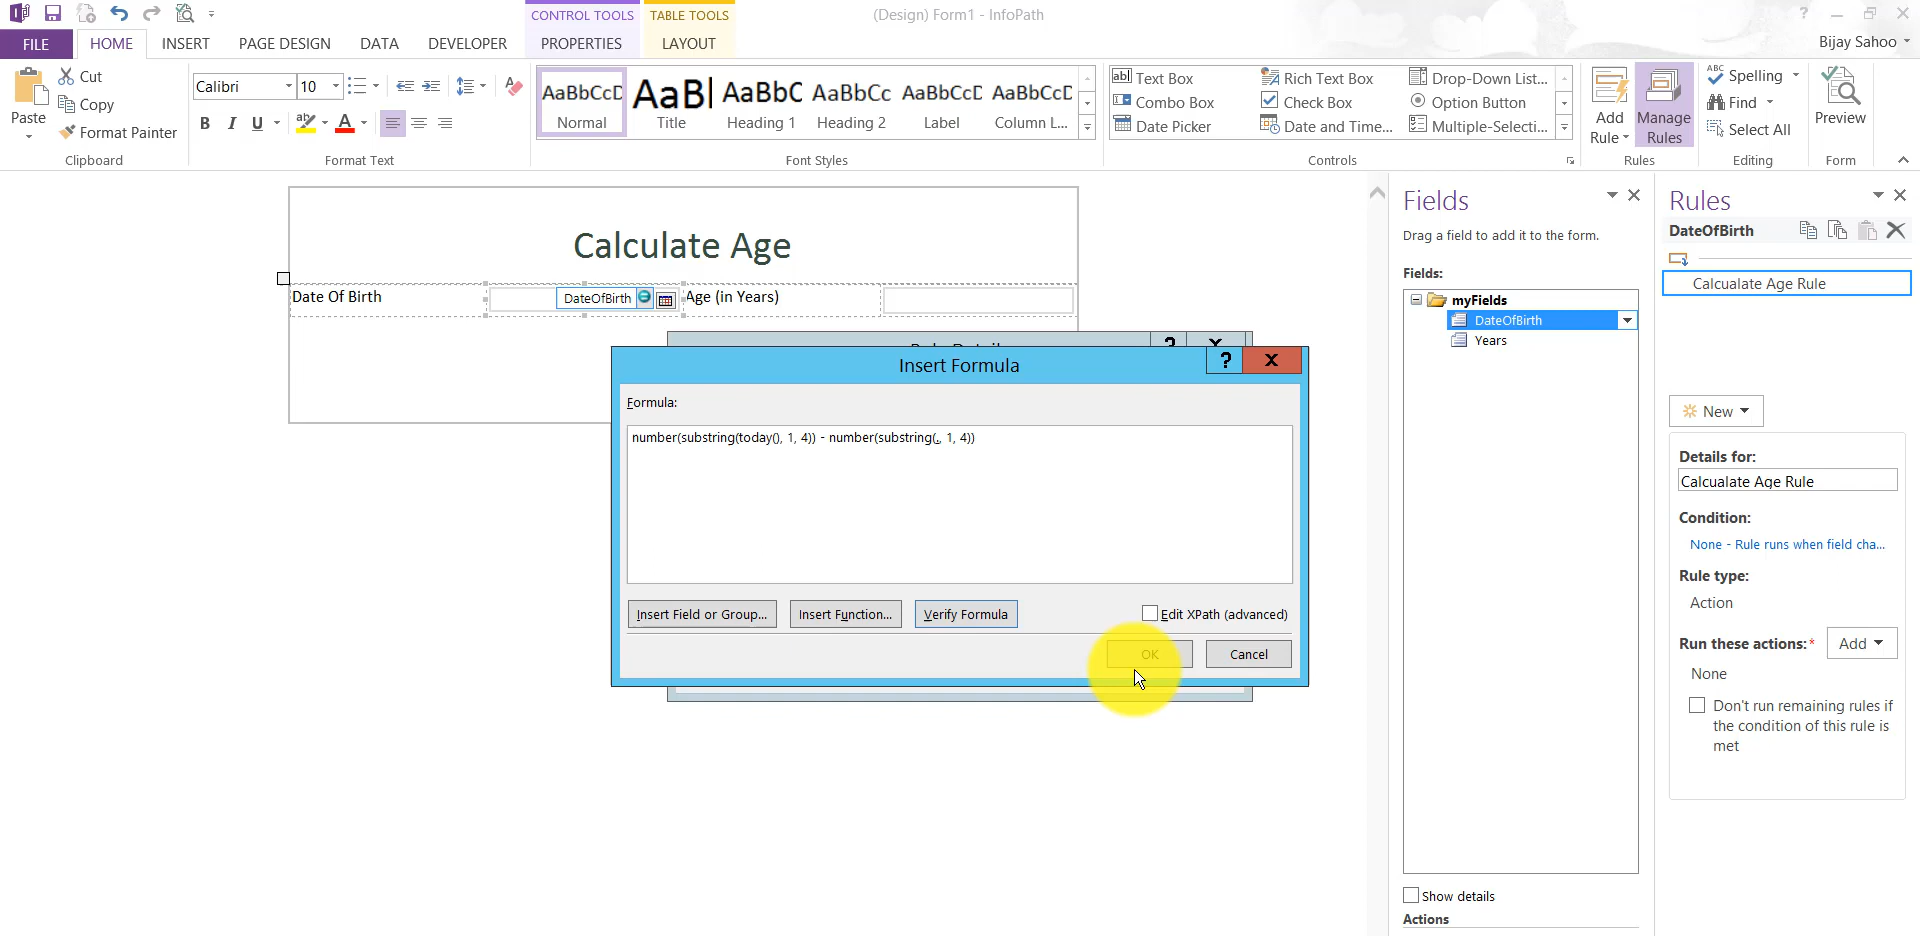 (Design) Form1 - InfoPath
CONTROL TOOLS
TABLE TOOLS
FILE
HOME
INSERT
PAGE DESIGN
DATA
DEVELOPER
PROPERTIES
LAYOUT
Bijay Sahoo
Paste
Cut
Copy
Format Painter
Clipboard
Calibri
10
B I U
Format Text
AaBbCcD
Normal
AaBl
Title
AaBbC
Heading 1
AaBbCc
Heading 2
AaBbCcD
Label
AaBbCcD
Column L...
Font Styles
Text Box
Combo Box
Date Picker
Rich Text Box
Check Box
Date and Time...
Drop-Down List...
Option Button
Multiple-Selecti...
Controls
Add
Rule
Manage
Rules
Rules
Spelling
Find
Select All
Editing
Preview
Form
Calculate Age
Date Of Birth
DateOfBirth
Age (in Years)
Insert Formula
? X
Formula:
number(substring(today(), 1, 4)) - number(substring(., 1, 4))
Insert Field or Group...
Insert Function...
Verify Formula
Edit XPath (advanced)
OK
Cancel
Fields
Drag a field to add it to the form.
Fields:
myFields
DateOfBirth
Years
Show details
Actions
Rules
DateOfBirth
Calcualate Age Rule
New
Details for:
Calcualate Age Rule
Condition:
None - Rule runs when field cha...
Rule type:
Action
Run these actions:*
Add
None
Don't run remaining rules if
the condition of this rule is
met